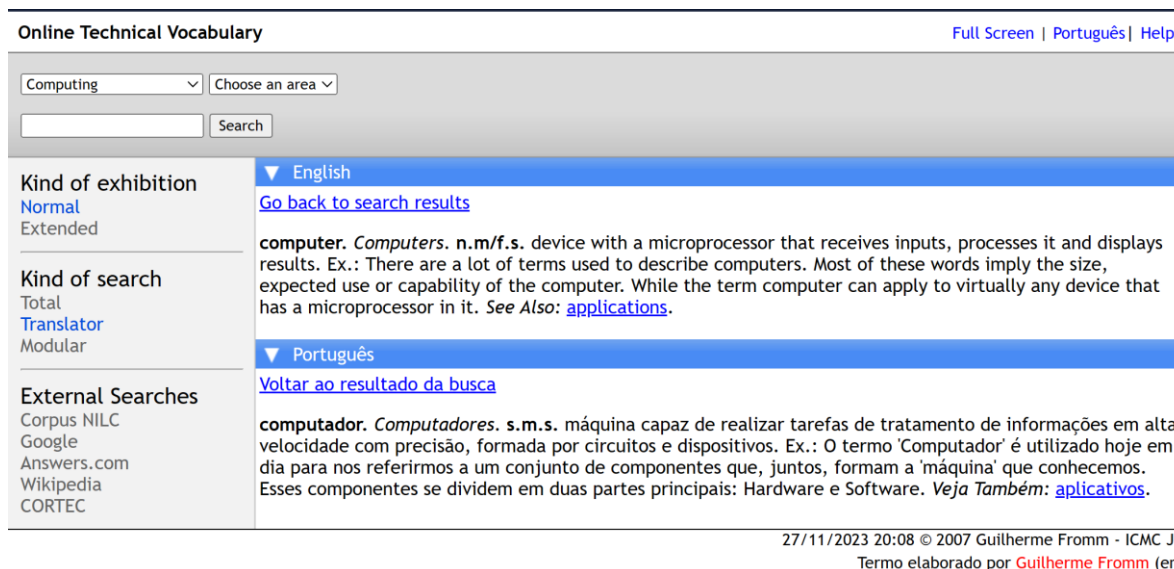 Online Technical Vocabulary
Full Screen | Português| Help
Computing
Choose an area
Search
Kind of exhibition
Normal
Extended
Kind of search
Total
Translator
Modular
External Searches
Corpus NILC
Google
Answers.com
Wikipedia
CORTEC
English
Go back to search results
computer. Computers. n.m/f.s. device with a microprocessor that receives inputs, processes it and displays
results. Ex.: There are a lot of terms used to describe computers. Most of these words imply the size,
expected use or capability of the computer. While the term computer can apply to virtually any device that
has a microprocessor in it. See Also: applications.
Português
Voltar ao resultado da busca
computador. Computadores. s.m.s. máquina capaz de realizar tarefas de tratamento de informações em alta
velocidade com precisão, formada por circuitos e dispositivos. Ex.: O termo 'Computador' é utilizado hoje em
dia para nos referirmos a um conjunto de componentes que, juntos, formam a 'máquina' que conhecemos.
Esses componentes se dividem em duas partes principais: Hardware e Software. Veja Também: aplicativos.
27/11/2023 20:08 © 2007 Guilherme Fromm - ICMC J
Termo elaborado por Guilherme Fromm (er